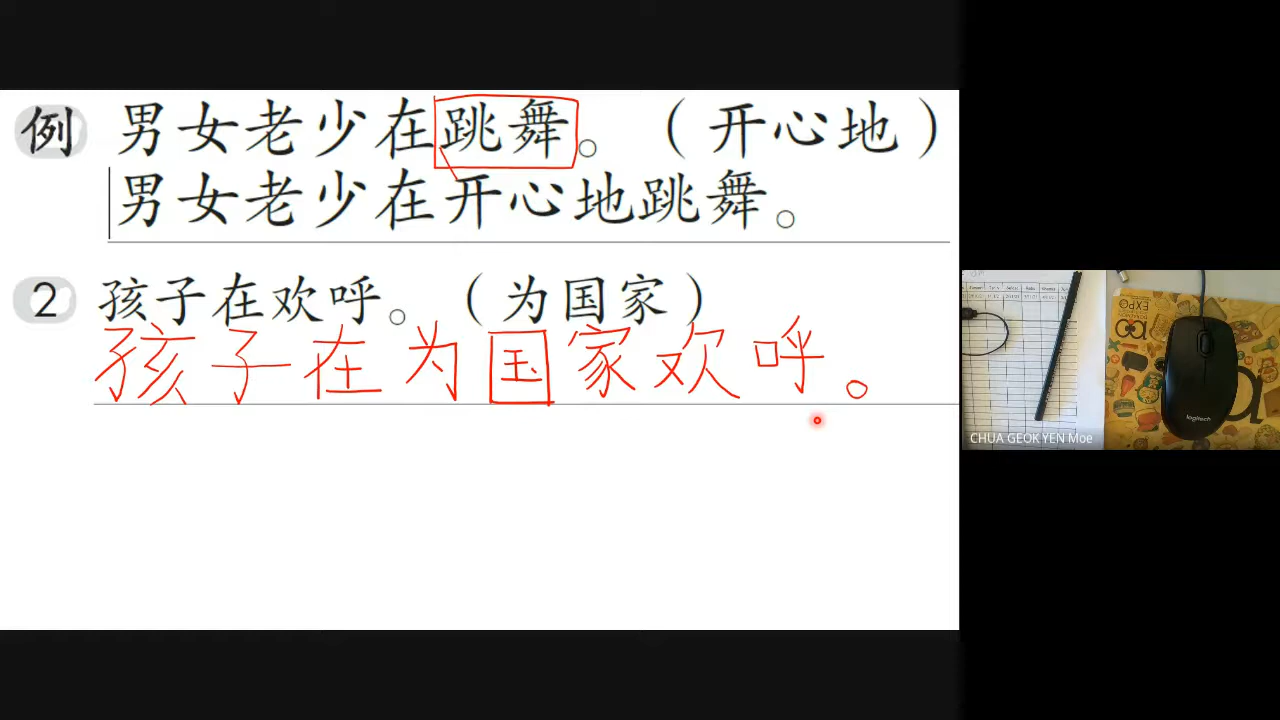 例 男女老少在跳舞。（开心地）
男女老少在开心地跳舞。
2 孩子在欢呼。（为国家）
孩子在为国家欢呼。
CHUA GEOK YEN Moe
EXPO
logitech